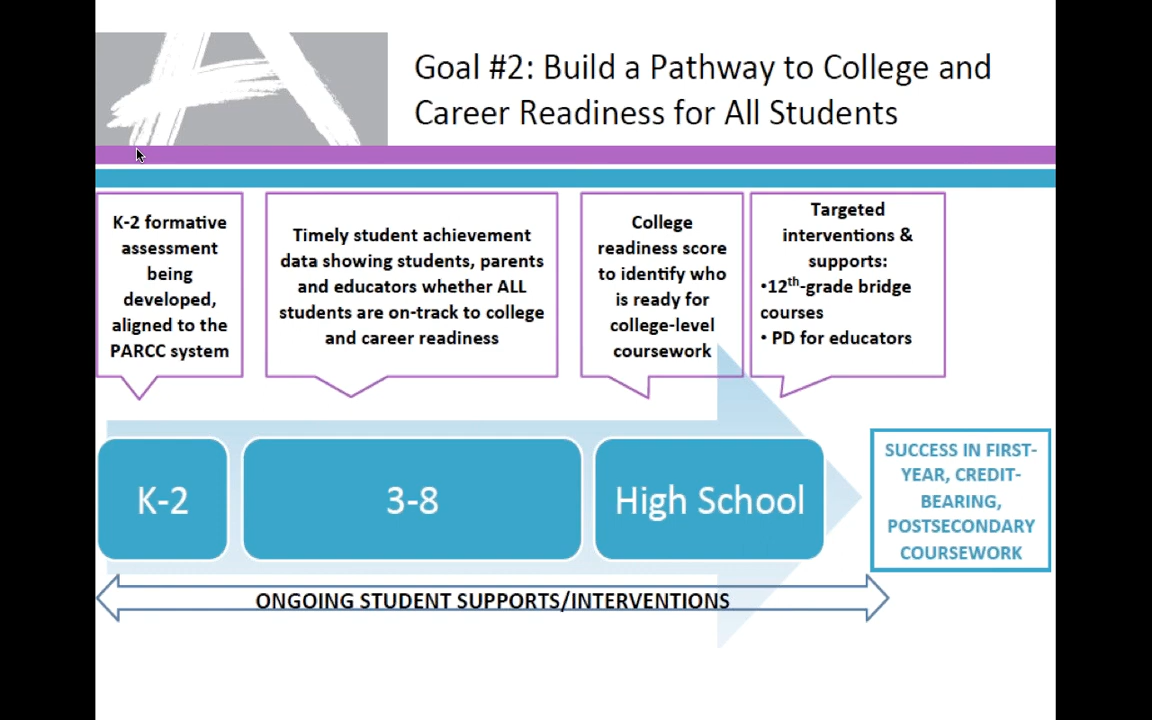 Goal #2: Build a Pathway to College and
Career Readiness for All Students
K-2 formative
assessment
being
developed,
aligned to the
PARCC system
Timely student achievement
data showing students, parents
and educators whether ALL
students are on-track to college
and career readiness
College
readiness score
to identify who
is ready for
college-level
coursework
Targeted
interventions &
supports:
•12th-grade bridge
courses
• PD for educators
K-2
3-8
High School
SUCCESS IN FIRST-
YEAR, CREDIT-
BEARING,
POSTSECONDARY
COURSEWORK
ONGOING STUDENT SUPPORTS/INTERVENTIONS